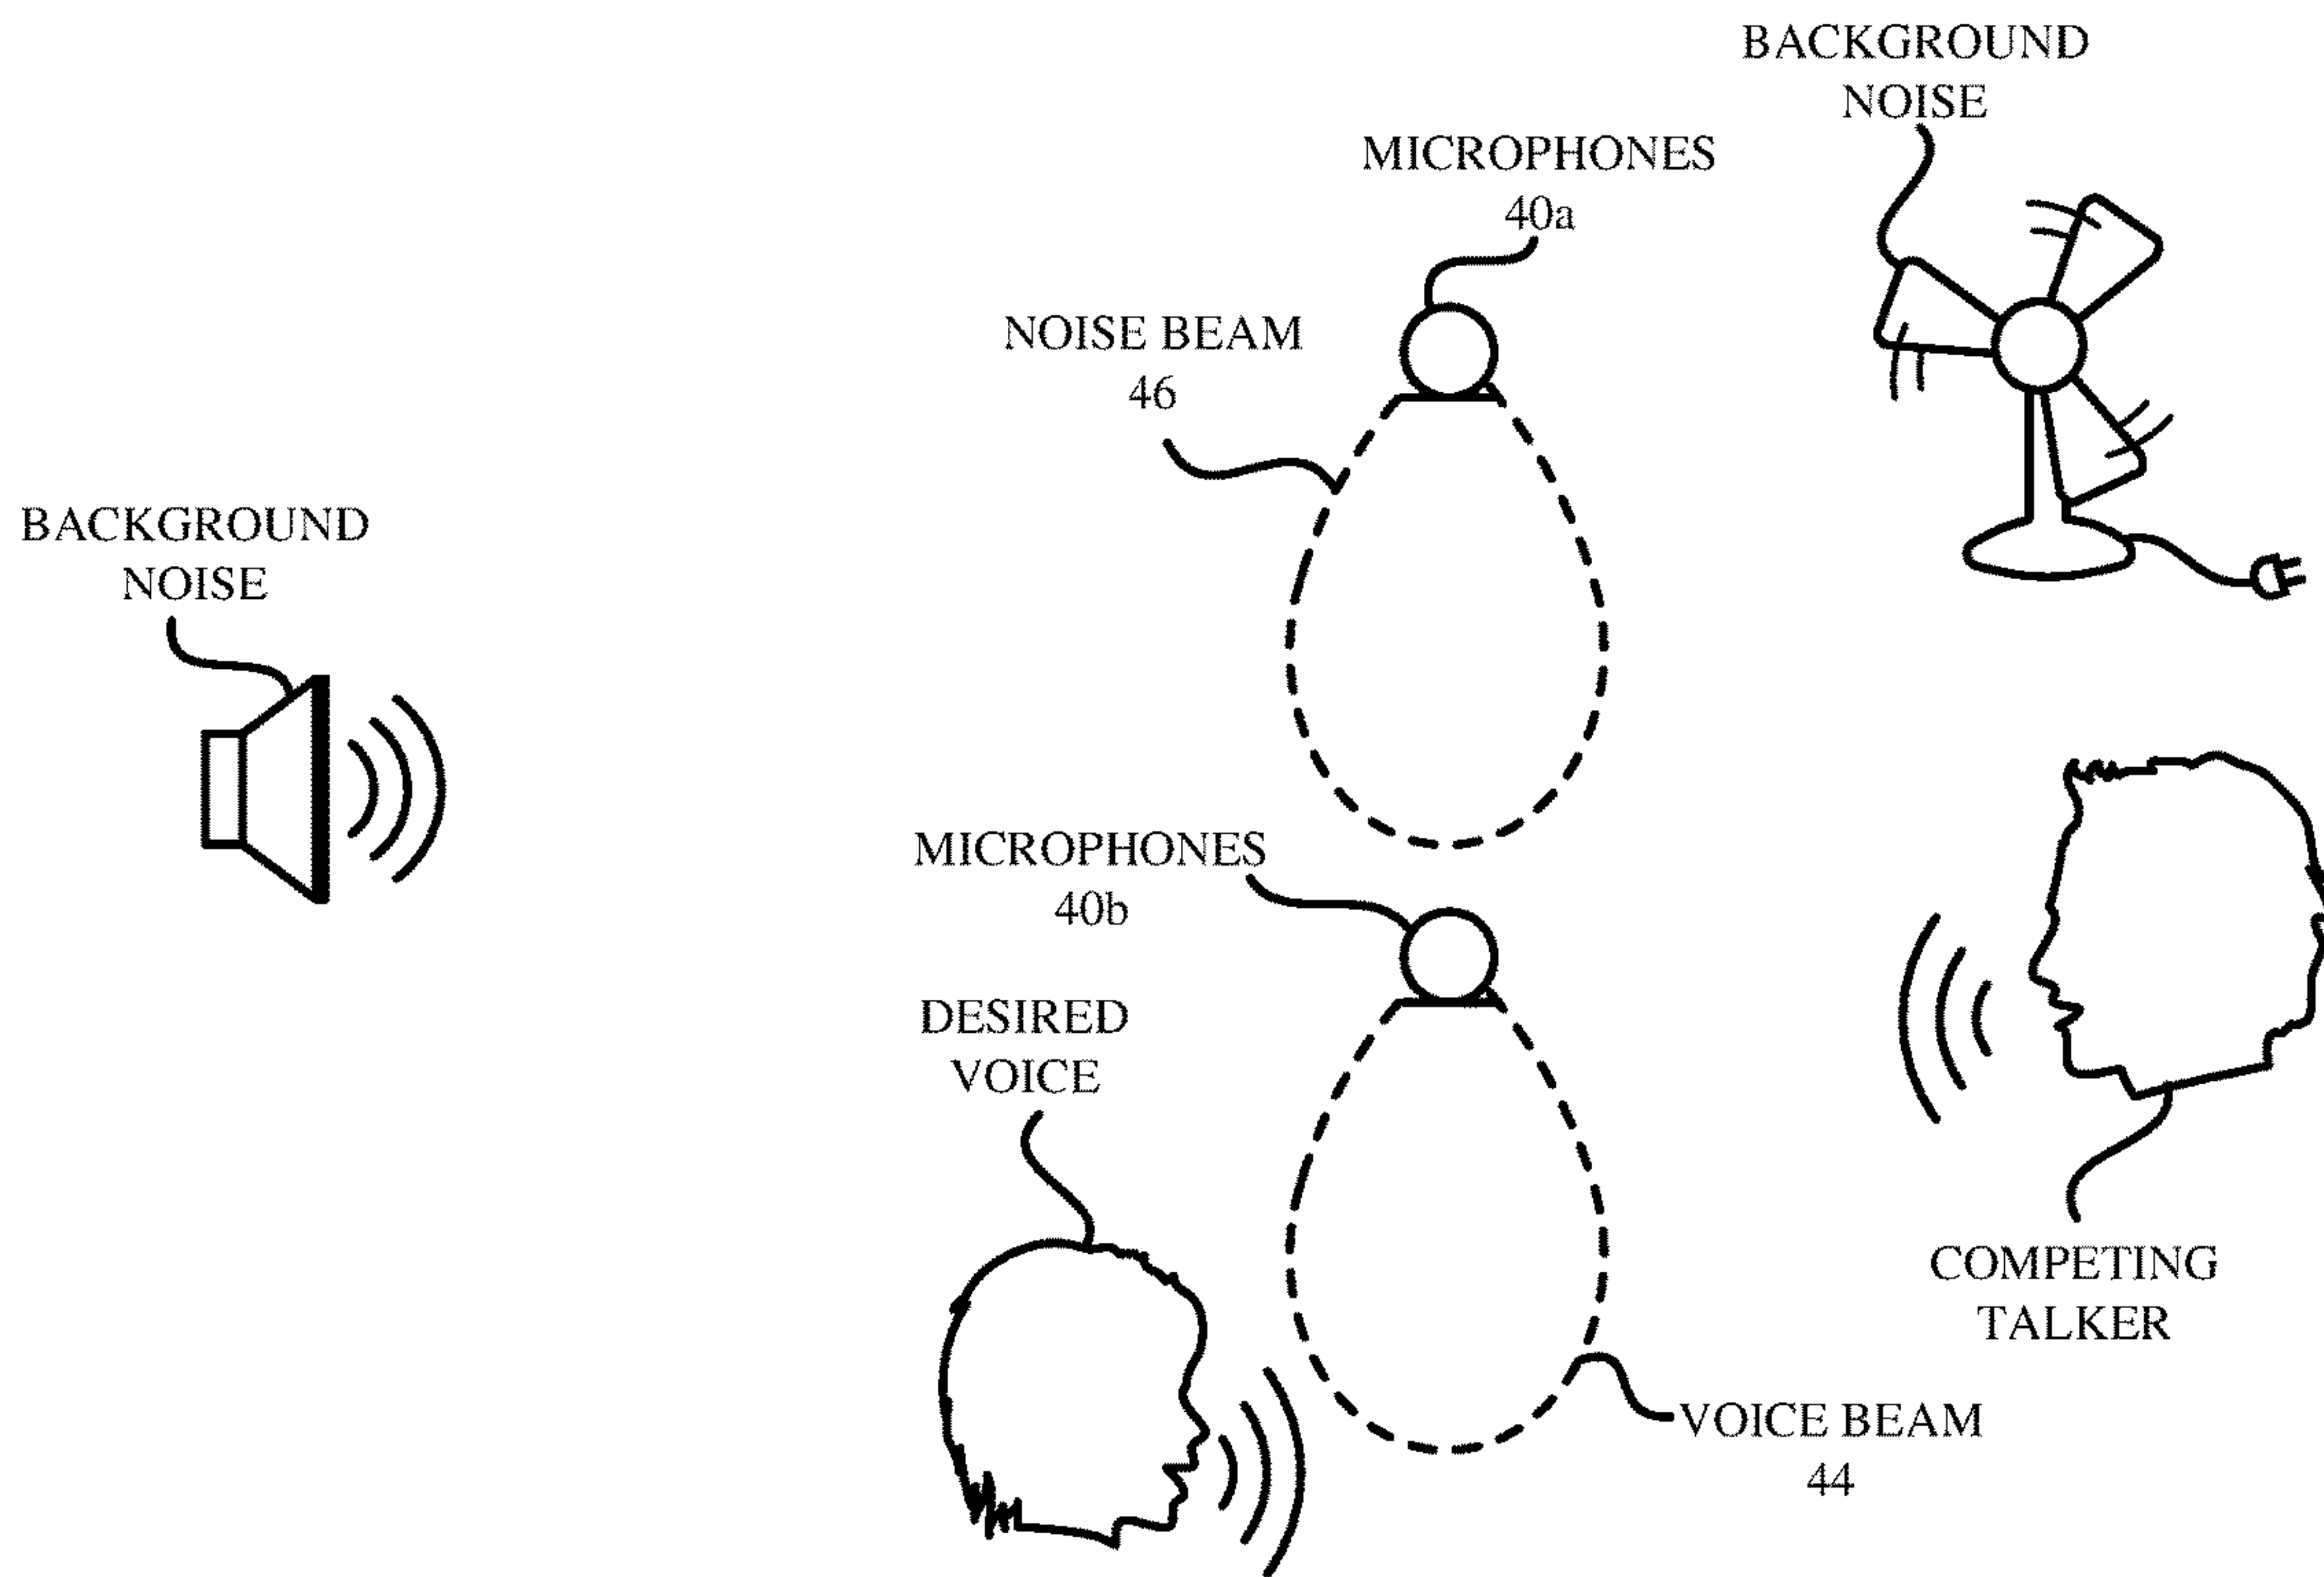 BACKGROUND
NOISE
MICROPHONES
40a
NOISE BEAM
46
BACKGROUND
NOISE
MICROPHONES
40b
DESIRED
VOICE
COMPETING
TALKER
VOICE BEAM
44